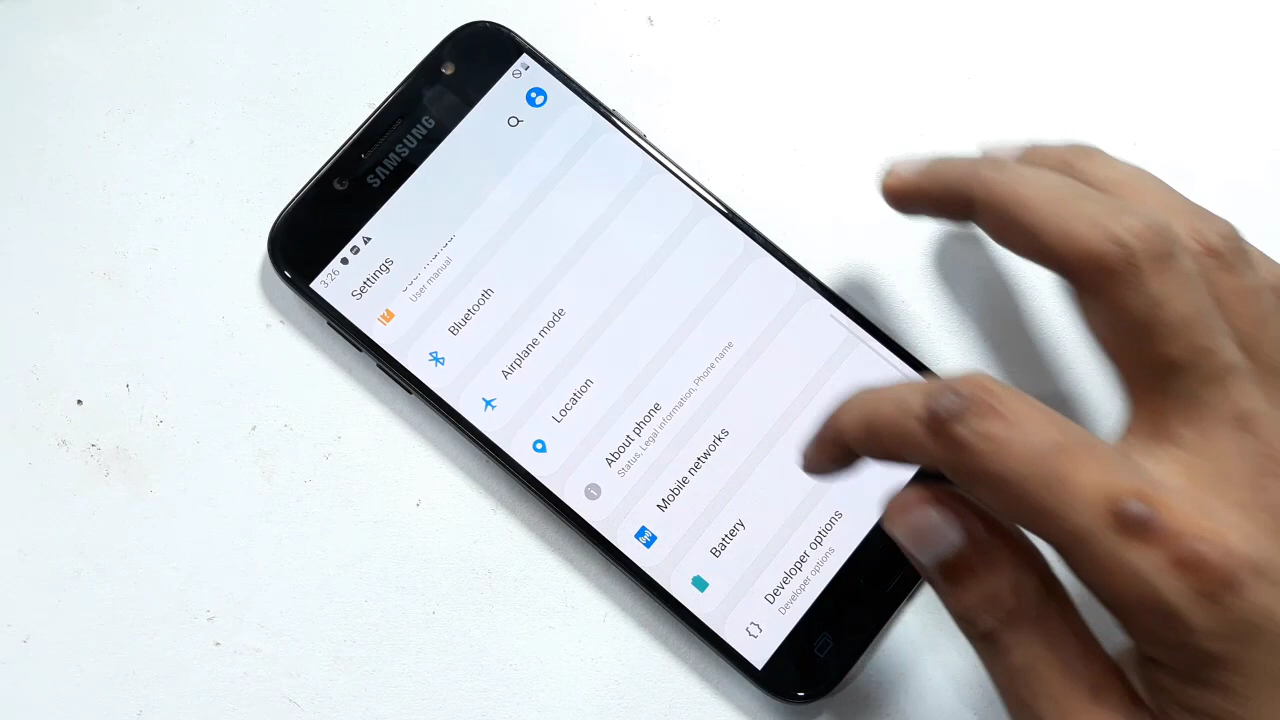 SAMSUNG
3:26
Settings
User manual
Bluetooth
Airplane mode
Location
About phone
Status, Legal information, Phone name
Mobile networks
Battery
Developer options
Developer options